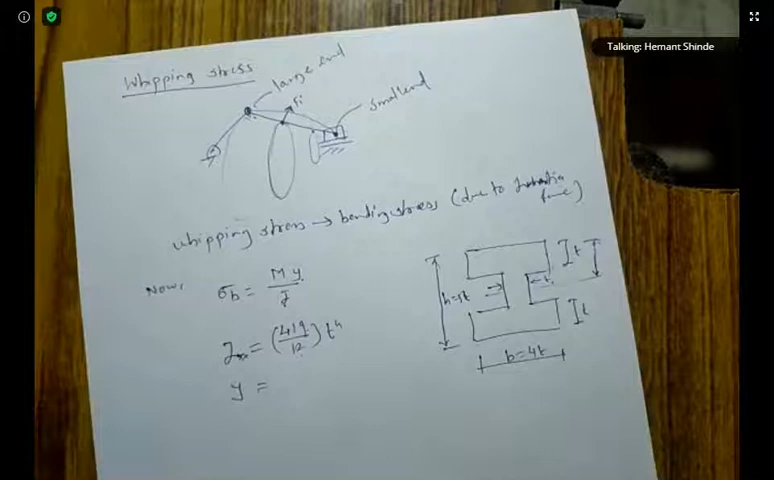 Talking: Hemant Shinde
Whipping stress
large end
Fi
small end
whipping stress → bending stress (due to
force)
Now,
σb = M y
I
= (419/12) t⁴
y =
t
h=5t
t
t
b=4t